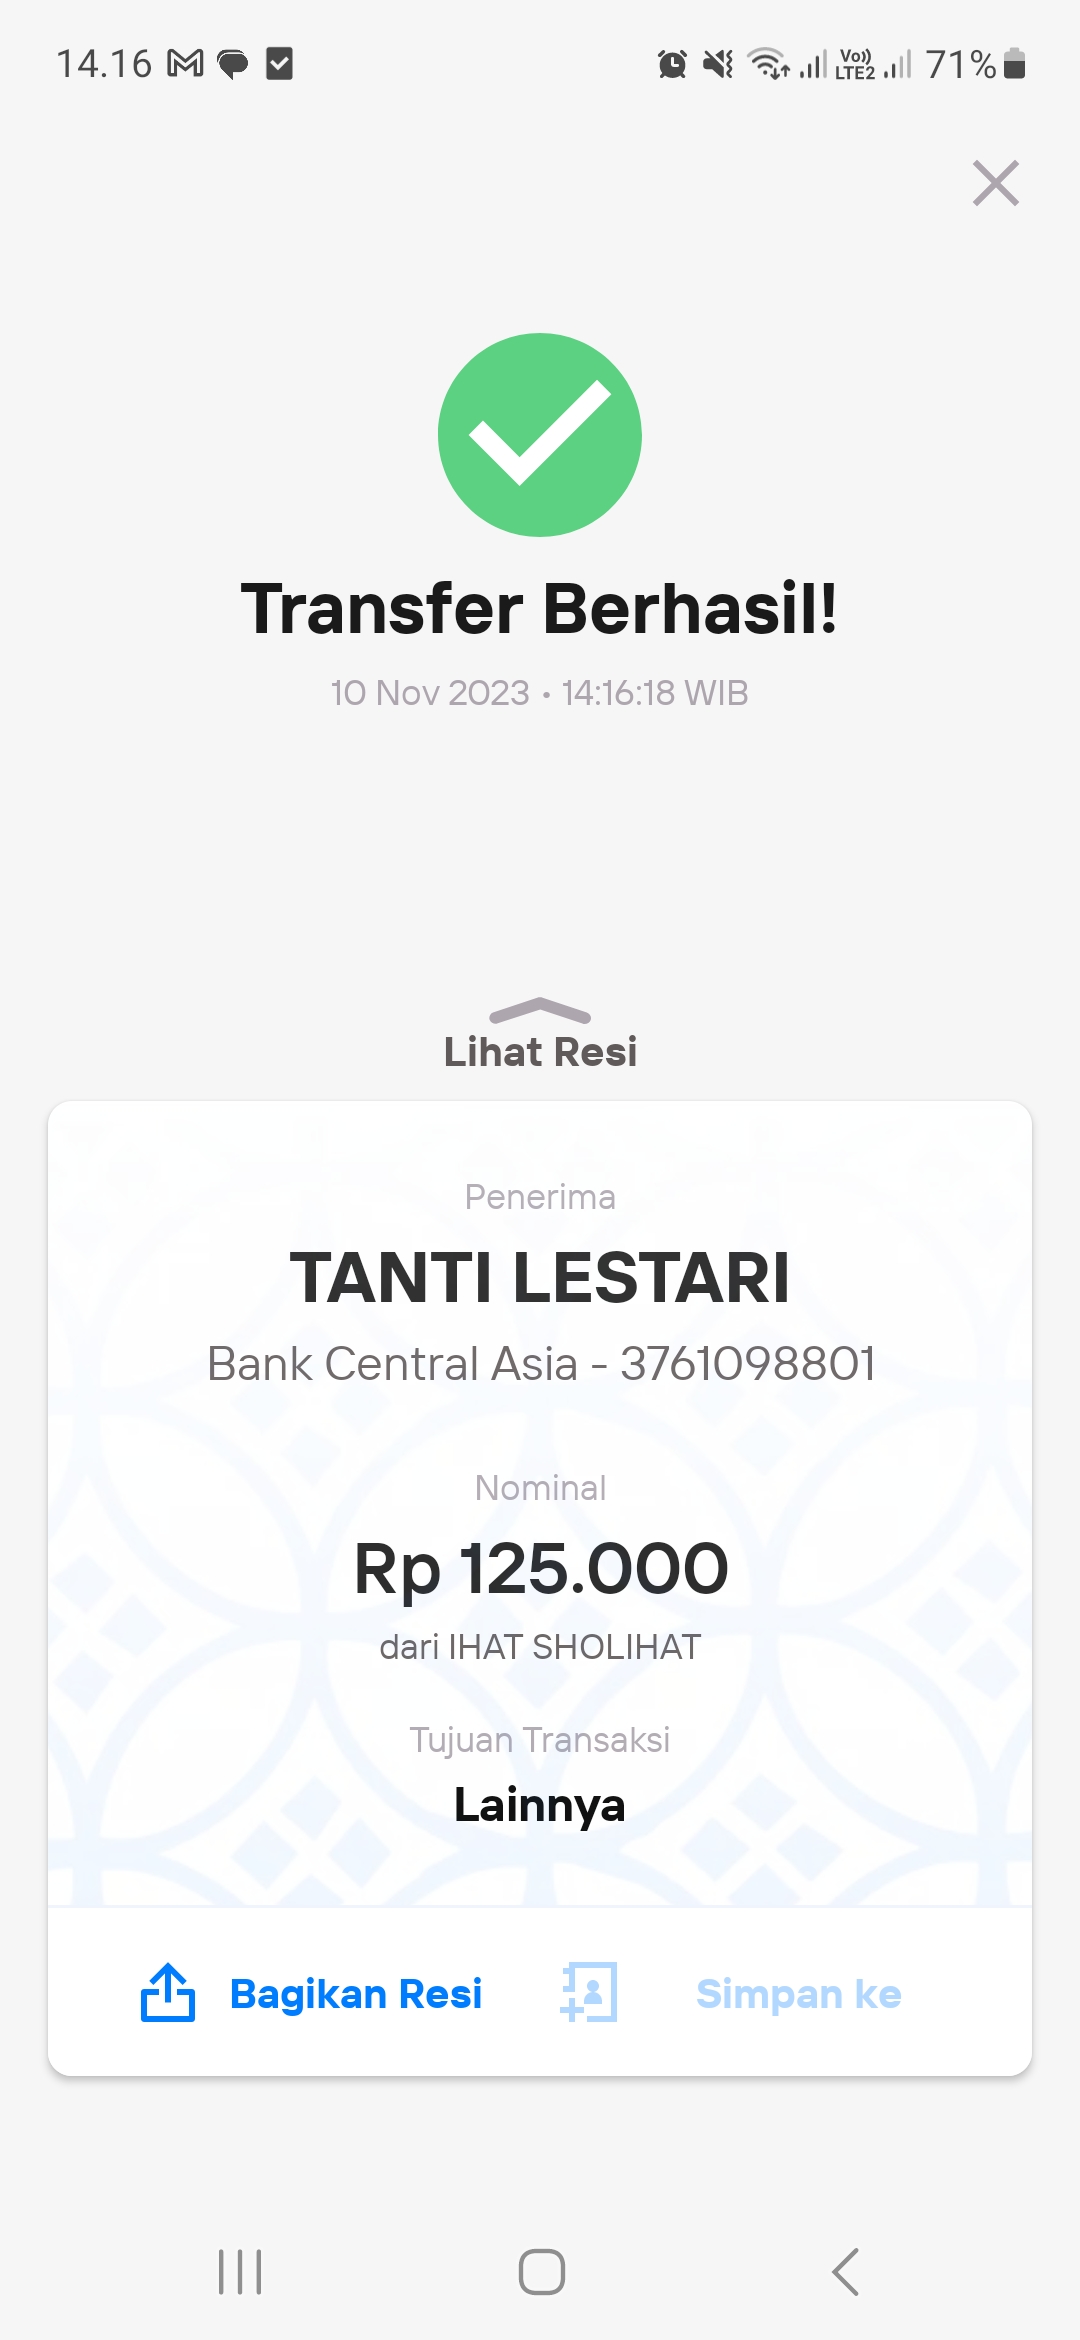 14.16
Vo))
LTE2
71%
Transfer Berhasil!
10 Nov 2023 • 14:16:18 WIB
Lihat Resi
Penerima
TANTI LESTARI
Bank Central Asia - 3761098801
Nominal
Rp 125.000
dari IHAT SHOLIHAT
Tujuan Transaksi
Lainnya
Bagikan Resi
Simpan ke